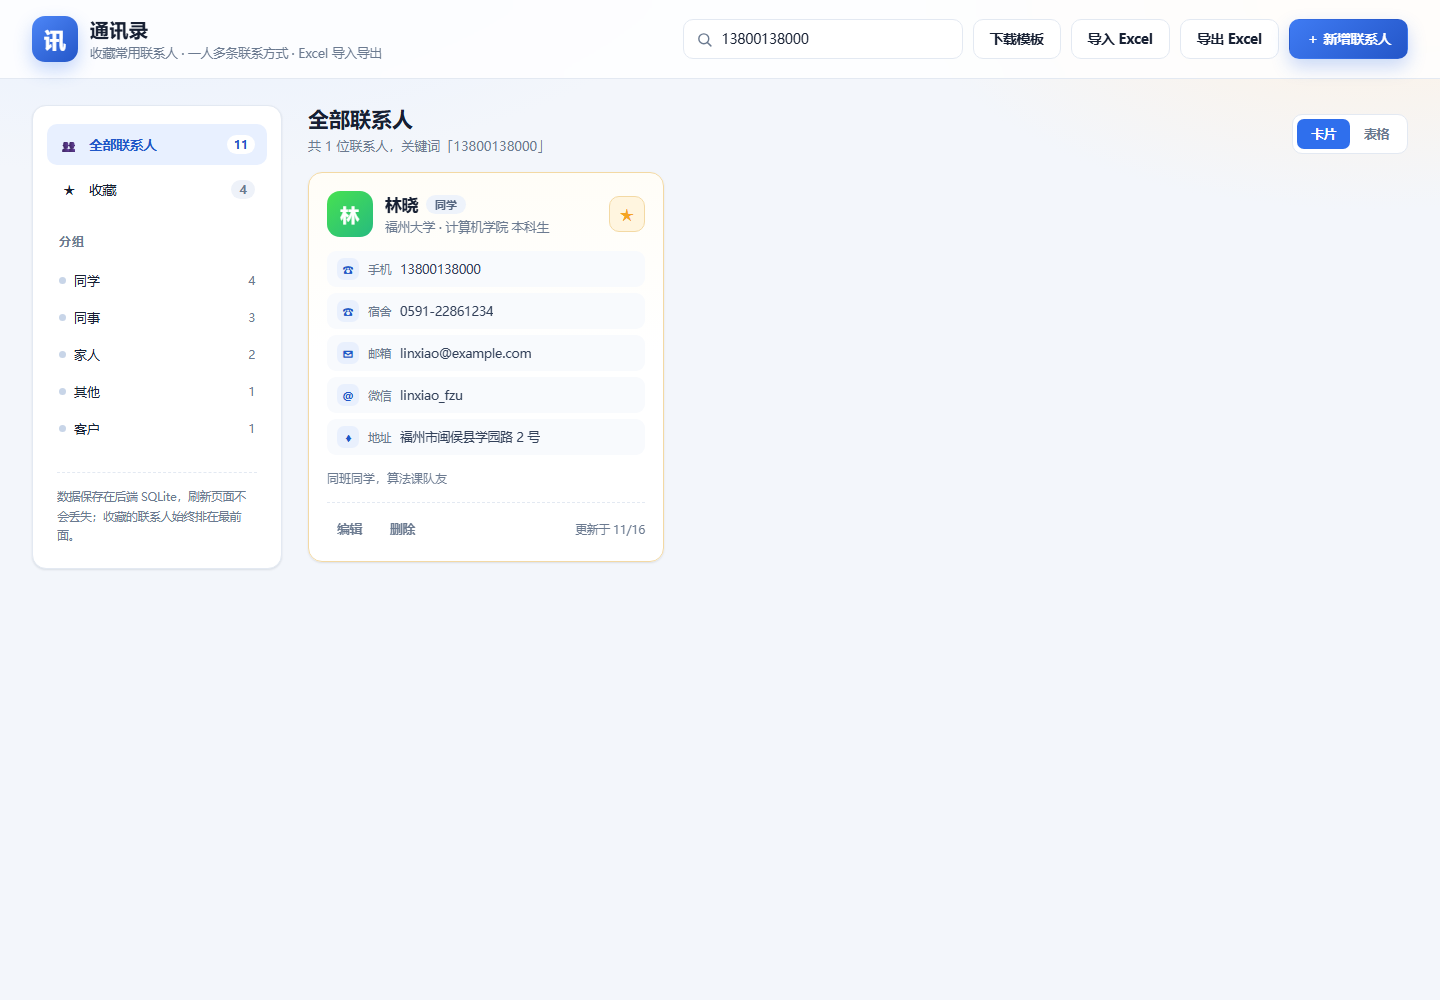 讯
通讯录
收藏常用联系人 · 一人多条联系方式 · Excel 导入导出
13800138000
下载模板
导入 Excel
导出 Excel
+ 新增联系人
全部联系人 11
★ 收藏 4
分组
同学 4
同事 3
家人 2
其他 1
客户 1
数据保存在后端 SQLite，刷新页面不
会丢失；收藏的联系人始终排在最前
面。
全部联系人
共 1 位联系人，关键词「13800138000」
卡片 表格
林
林晓 同学
福州大学 · 计算机学院 本科生
★
☎ 手机 13800138000
☎ 宿舍 0591-22861234
邮箱 linxiao@example.com
@ 微信 linxiao_fzu
♦ 地址 福州市闽侯县学园路 2 号
同班同学，算法课队友
编辑 删除 更新于 11/16